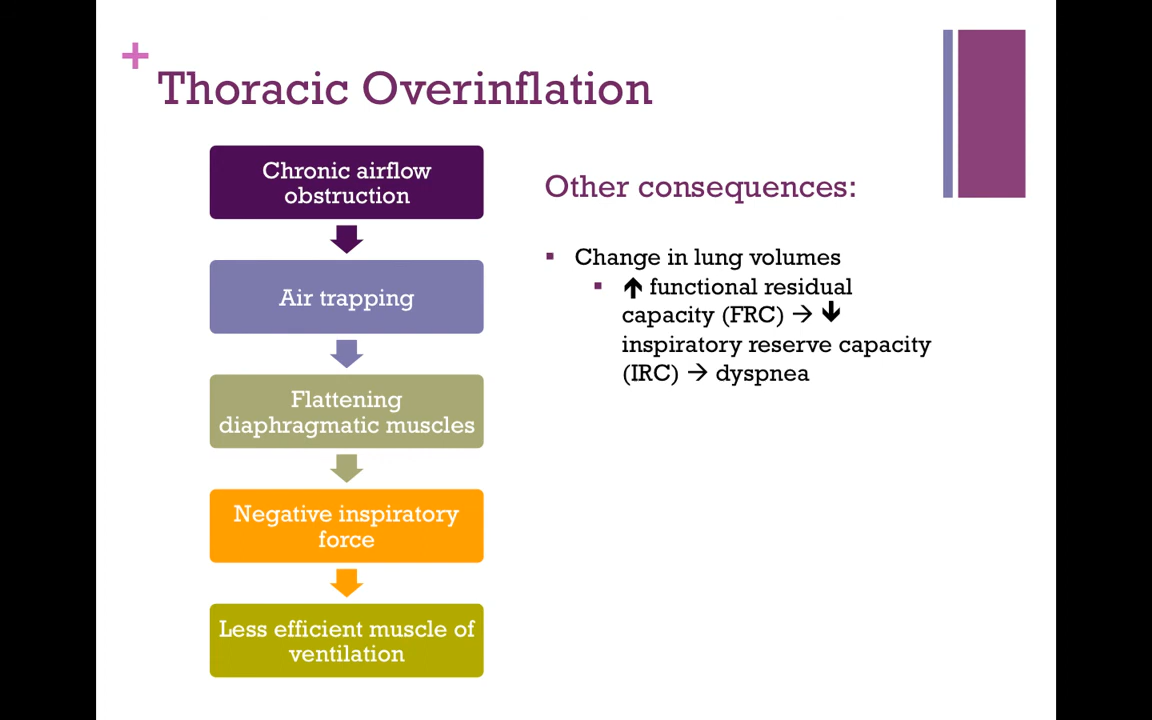 +
Thoracic Overinflation
Chronic airflow
obstruction
Air trapping
Flattening
diaphragmatic muscles
Negative inspiratory
force
Less efficient muscle of
ventilation
Other consequences:
▪ Change in lung volumes
▪ 🡹 functional residual
capacity (FRC) → 🡻
inspiratory reserve capacity
(IRC) → dyspnea